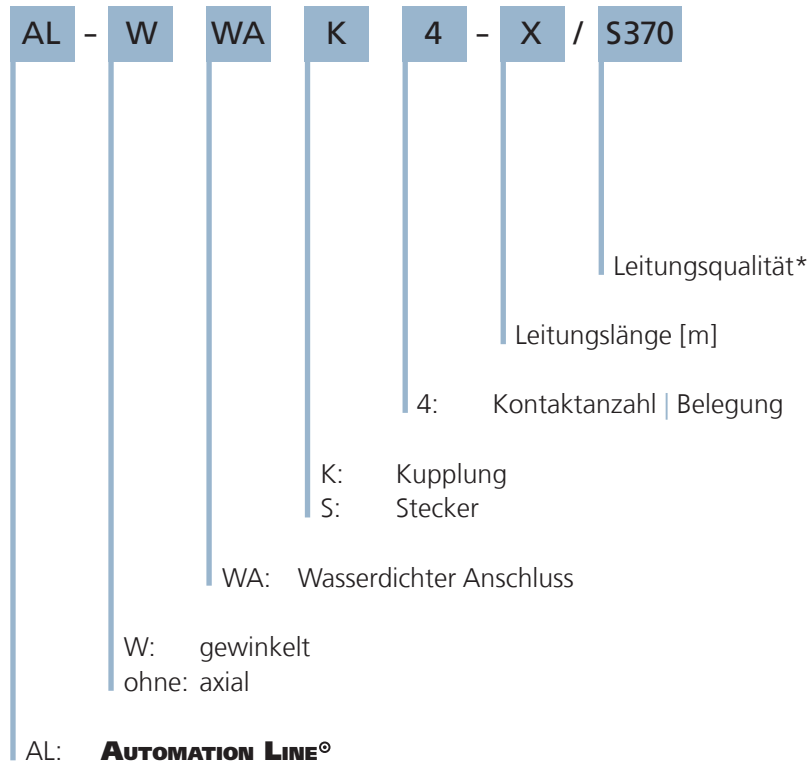 AL - W WA K 4 - X / S370
Leitungsqualität*
Leitungslänge [m]
4: Kontaktanzahl | Belegung
K: Kupplung
S: Stecker
WA: Wasserdichter Anschluss
W: gewinkelt
ohne: axial
AL: AUTOMATION LINE®